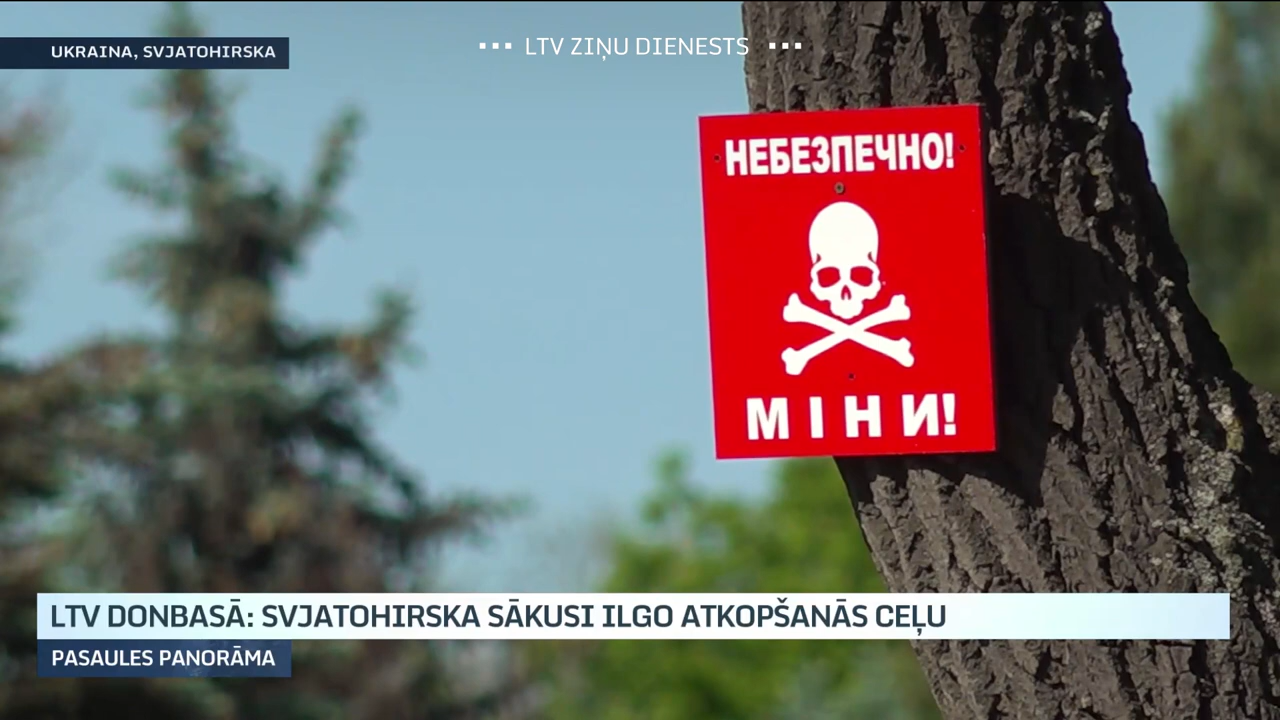 UKRAINA, SVJATOHIRSKA
LTV ZIŅU DIENESTS
НЕБЕЗПЕЧНО!
МІНИ!
LTV DONBASĀ: SVJATOHIRSKA SĀKUSI ILGO ATKOPŠANĀS CEĻU
PASAULES PANORĀMA